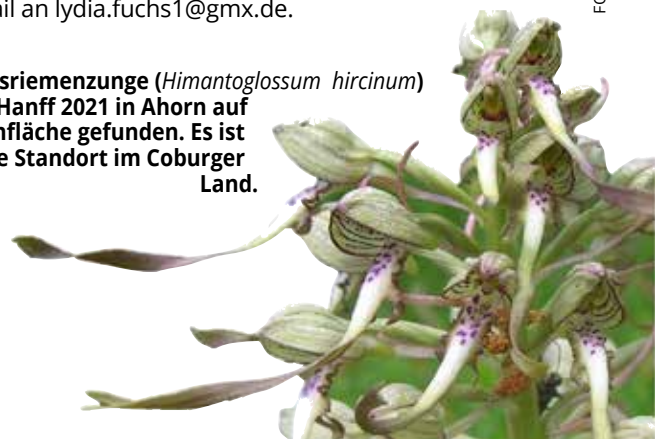 ail an lydia.fuchs1@gmx.de.
sriemenzunge (Himantoglossum hircinum)
Hanff 2021 in Ahorn auf
nfläche gefunden. Es ist
e Standort im Coburger
Land.